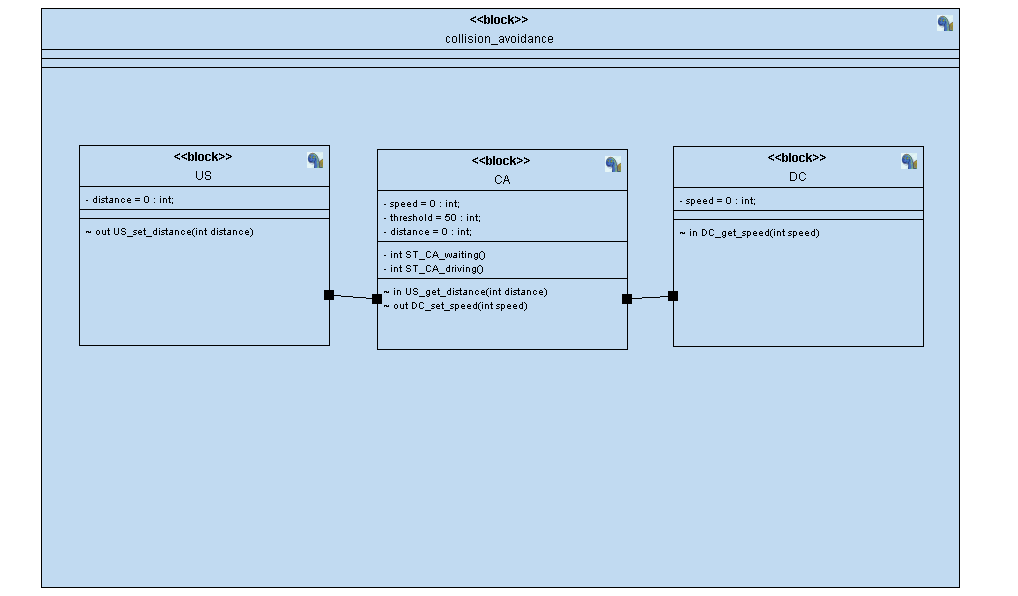 <<block>>
collision_avoidance
<<block>>
US
- distance = 0 : int;
~ out US_set_distance(int distance)
<<block>>
CA
- speed = 0 : int;
- threshold = 50 : int;
- distance = 0 : int;
- int ST_CA_waiting()
- int ST_CA_driving()
~ in US_get_distance(int distance)
~ out DC_set_speed(int speed)
<<block>>
DC
- speed = 0 : int;
~ in DC_get_speed(int speed)